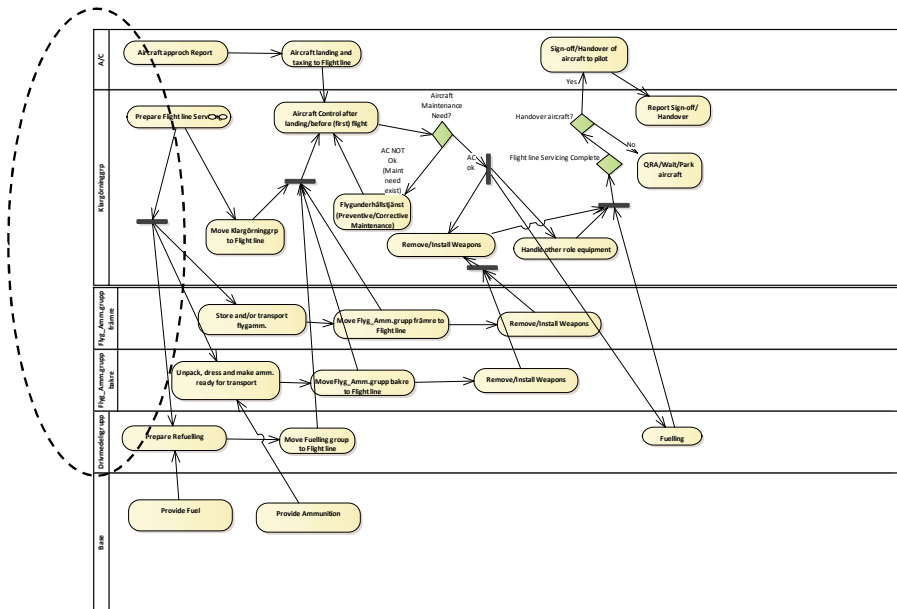 A/C
Aircraft approch Report
Aircraft landing and
taxing to Flight line
Sign-off/Handover of
aircraft to pilot
Yes
Report Sign-off/
Handover
Klargörninggrp
Prepare Flight line Servicing
Aircraft Control after
landing/before (first) flight
Aircraft
Maintenance
Need?
Handover aircraft?
No
QRA/Wait/Park
aircraft
Flight line Servicing Complete
AC NOT
Ok
(Maint
need
exist)
AC
ok
Flygunderhållstjänst
(Preventive/Corrective
Maintenance)
Move Klargörninggrp
to Flight line
Remove/Install Weapons
Handle other role equipment
Flyg_Amm.grupp
främre
Store and/or transport
flygamm.
Move Flyg_Amm.grupp främre to
Flight line
Remove/Install Weapons
Flyg_Amm.grupp
bakre
Unpack, dress and make amm.
ready for transport
Move Flyg_Amm.grupp bakre
to Flight line
Remove/Install Weapons
Drivmedelsgrupp
Prepare Refuelling
Move Fuelling group
to Flight line
Fuelling
Base
Provide Fuel
Provide Ammunition